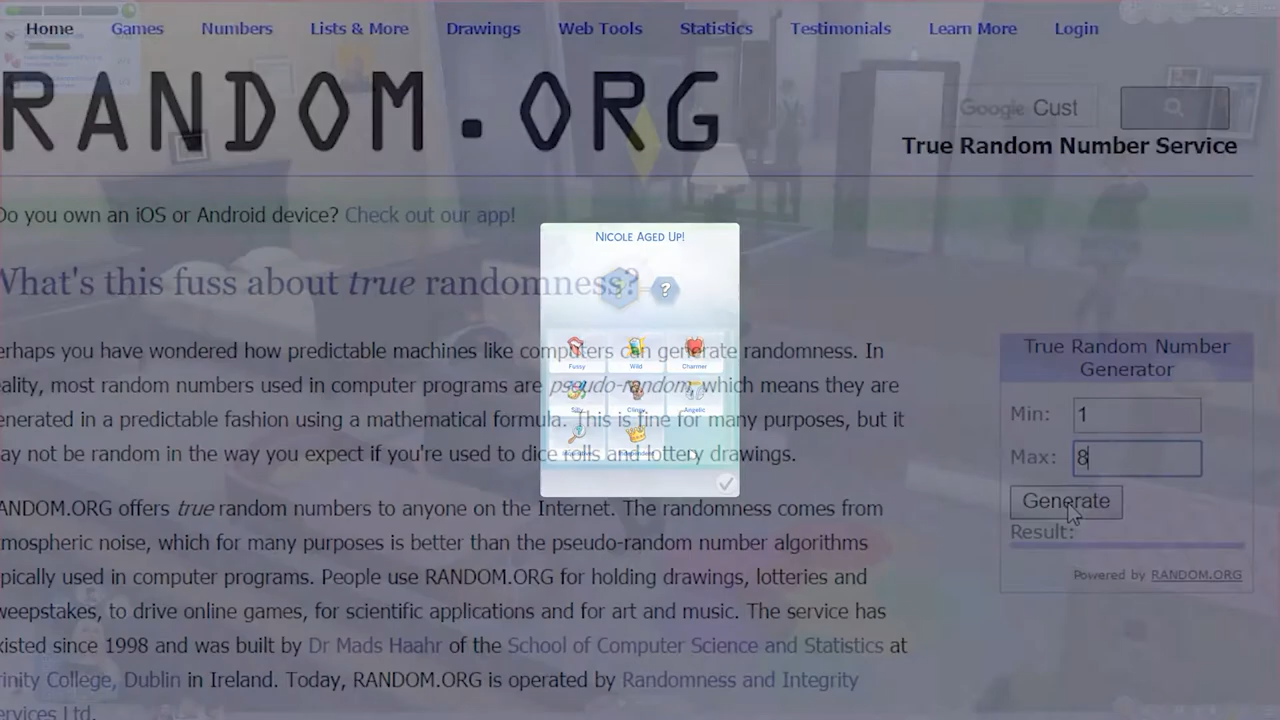 Home Games Numbers Lists & More Drawings Web Tools Statistics Testimonials Learn More Login
RANDOM.ORG
Google Cust
True Random Number Service
Do you own an iOS or Android device? Check out our app!
What's this fuss about true randomness?
erhaps you have wondered how predictable machines like computers can generate randomness. In
eality, most random numbers used in computer programs are pseudo-random, which means they are
enerated in a predictable fashion using a mathematical formula. This is fine for many purposes, but it
ay not be random in the way you expect if you're used to dice rolls and lottery drawings.
ANDOM.ORG offers true random numbers to anyone on the Internet. The randomness comes from
tmospheric noise, which for many purposes is better than the pseudo-random number algorithms
ypically used in computer programs. People use RANDOM.ORG for holding drawings, lotteries and
weepstakes, to drive online games, for scientific applications and for art and music. The service has
xisted since 1998 and was built by Dr Mads Haahr of the School of Computer Science and Statistics at
rinity College, Dublin in Ireland. Today, RANDOM.ORG is operated by Randomness and Integrity
ervices Ltd.
True Random Number
Generator
Min: 1
Max: 8
Generate
Result:
Powered by RANDOM.ORG
Nicole Aged Up!
? ?
Fussy Wild Charmer
Silly Clingy Angelic